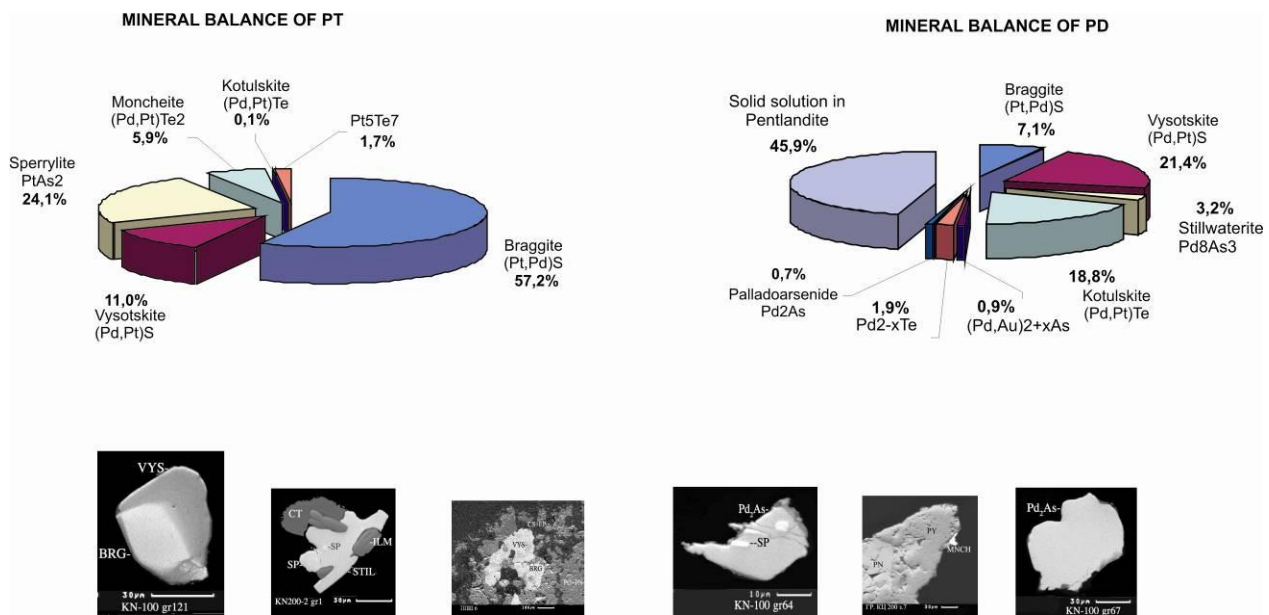 MINERAL BALANCE OF PT
Kotulskite
(Pd,Pt)Te
0,1%
Moncheite
(Pd,Pt)Te2
5,9%
Pt5Te7
1,7%
Sperrylite
PtAs2
24,1%
Braggite
(Pt,Pd)S
57,2%
11,0%
Vysotskite
(Pd,Pt)S
MINERAL BALANCE OF PD
Solid solution in
Pentlandite
45,9%
Braggite
(Pt,Pd)S
7,1%
Vysotskite
(Pd,Pt)S
21,4%
3,2%
Stillwaterite
Pd8As3
18,8%
Kotulskite
(Pd,Pt)Te
0,9%
(Pd,Au)2+xAs
1,9%
Pd2-xTe
0,7%
Palladoarsenide
Pd2As
VYS-
BRG-
30µm
KN-100 gr121
CT
-SP
-ILM
SP-
-STIL
30µm
KN200-2 gr1
VYS-
BRG
Pd2As-
--SP
10µm
KN-100 gr64
PY
MNCH
PN
30µm
Pd2As-
30µm
KN-100 gr67